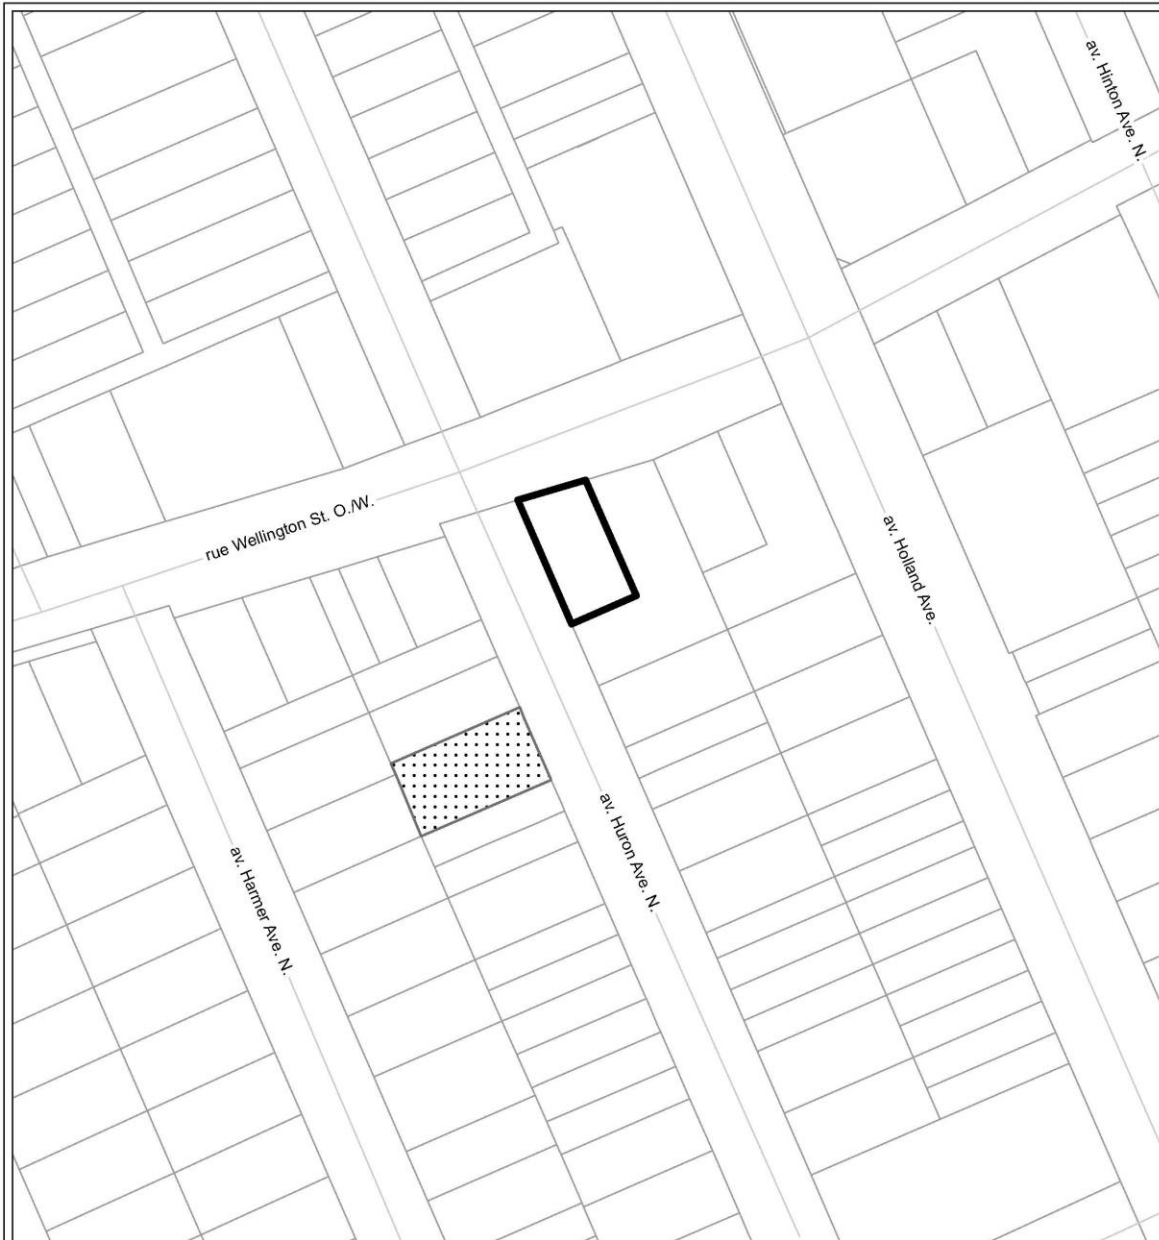 av. Hinton Ave. N.
rue Wellington St. O./W.
av. Holland Ave.
av. Huron Ave. N.
av. Harmer Ave. N.